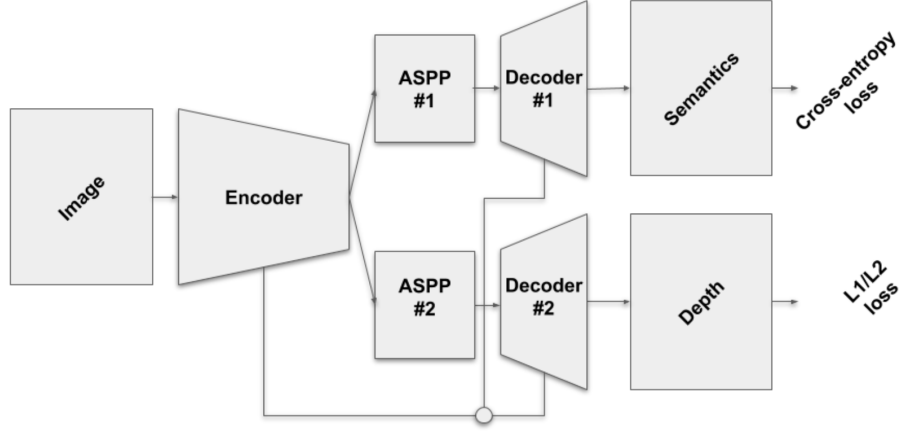 Image
Encoder
ASPP
#1
Decoder
#1
Semantics
Cross-entropy
loss
ASPP
#2
Decoder
#2
Depth
L1/L2
loss